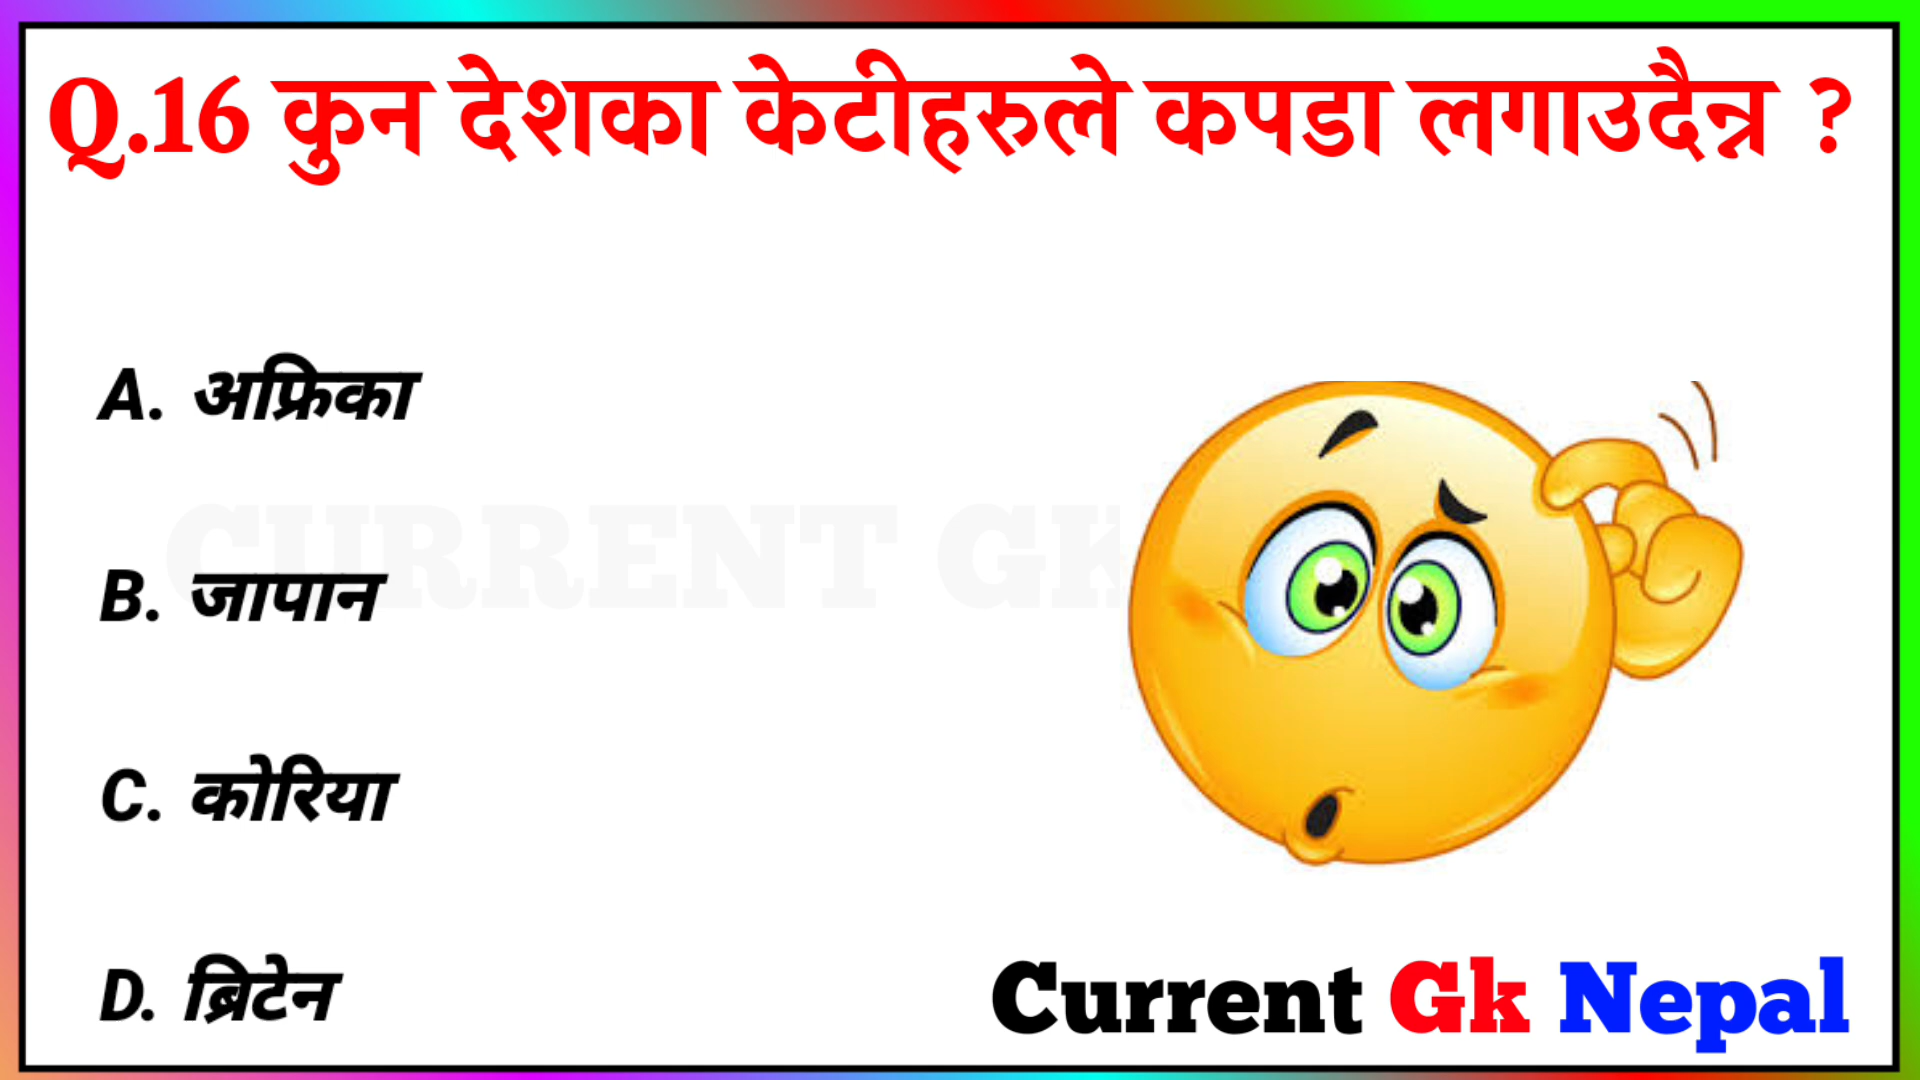 Q.16 कुन देशका केटीहरुले कपडा लगाउदैन्न ?
A. अफ्रिका
CURRENT GK
B. जापान
C. कोरिया
D. ब्रिटेन
Current Gk Nepal